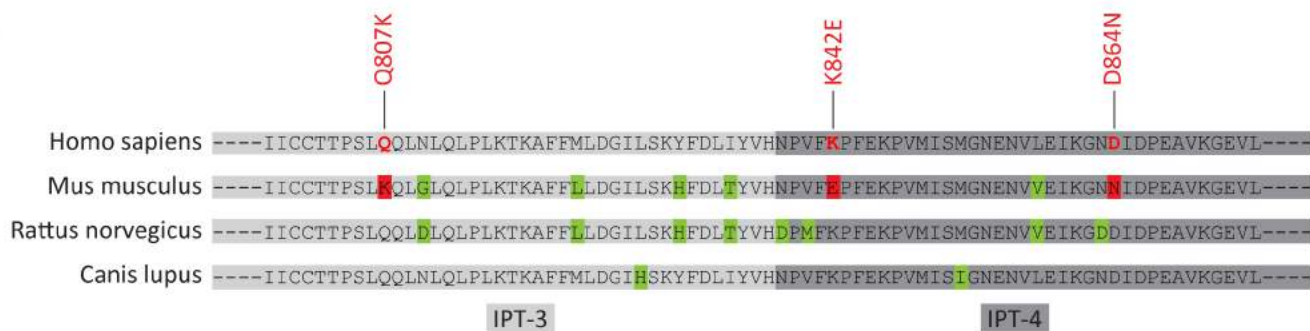 Q807K K842E D864N
Homo sapiens ----IICCTTPSLQQLNLQLPLKTKAFFMLDGILSKYFDLIYVHNPVFKPFEKPVMISMGNENVLEIKGNDIDPEAVKGEVL----
Mus musculus ----IICCTTPSLKQLGLQLPLKTKAFFLLDGILSKHFDLTYVHNPVFEPFEKPVMISMGNENVVEIKGNNIDPEAVKGEVL----
Rattus norvegicus ----IICCTTPSLQQLDLQLPLKTKAFFLLDGILSKHFDLTYVHDPMFKPFEKPVMISMGNENVVEIKGDDIDPEAVKGEVL----
Canis lupus ----IICCTTPSLQQLNLQLPLKTKAFFMLDGIHSKYFDLIYVHNPVFKPFEKPVMISIGNENVLEIKGNDIDPEAVKGEVL----
IPT-3 IPT-4